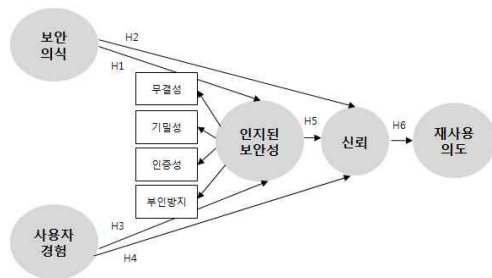 보안
의식
H2
H1
무결성
기밀성
인증성
부인방지
인지된
보안성
H5
신뢰
H6
재사용
의도
H3
H4
사용자
경험